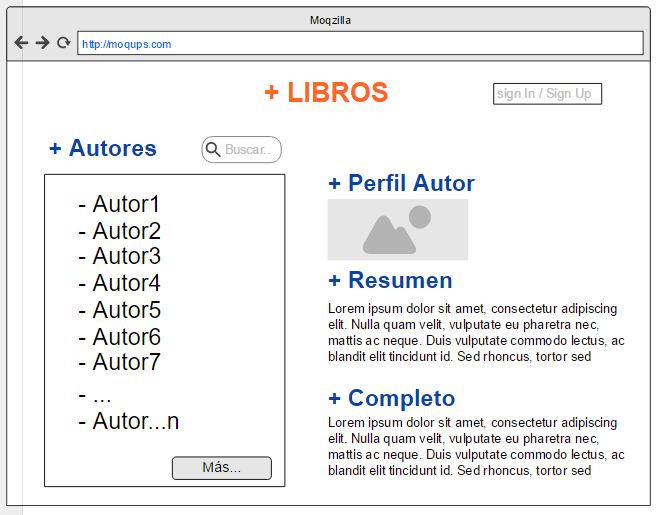 Moqzilla
http://moqups.com
+ LIBROS
sign In / Sign Up
+ Autores
Buscar..
- Autor1
- Autor2
- Autor3
- Autor4
- Autor5
- Autor6
- Autor7
- ...
- Autor...n
Más...
+ Perfil Autor
+ Resumen
Lorem ipsum dolor sit amet, consectetur adipiscing
elit. Nulla quam velit, vulputate eu pharetra nec,
mattis ac neque. Duis vulputate commodo lectus, ac
blandit elit tincidunt id. Sed rhoncus, tortor sed
+ Completo
Lorem ipsum dolor sit amet, consectetur adipiscing
elit. Nulla quam velit, vulputate eu pharetra nec,
mattis ac neque. Duis vulputate commodo lectus, ac
blandit elit tincidunt id. Sed rhoncus, tortor sed